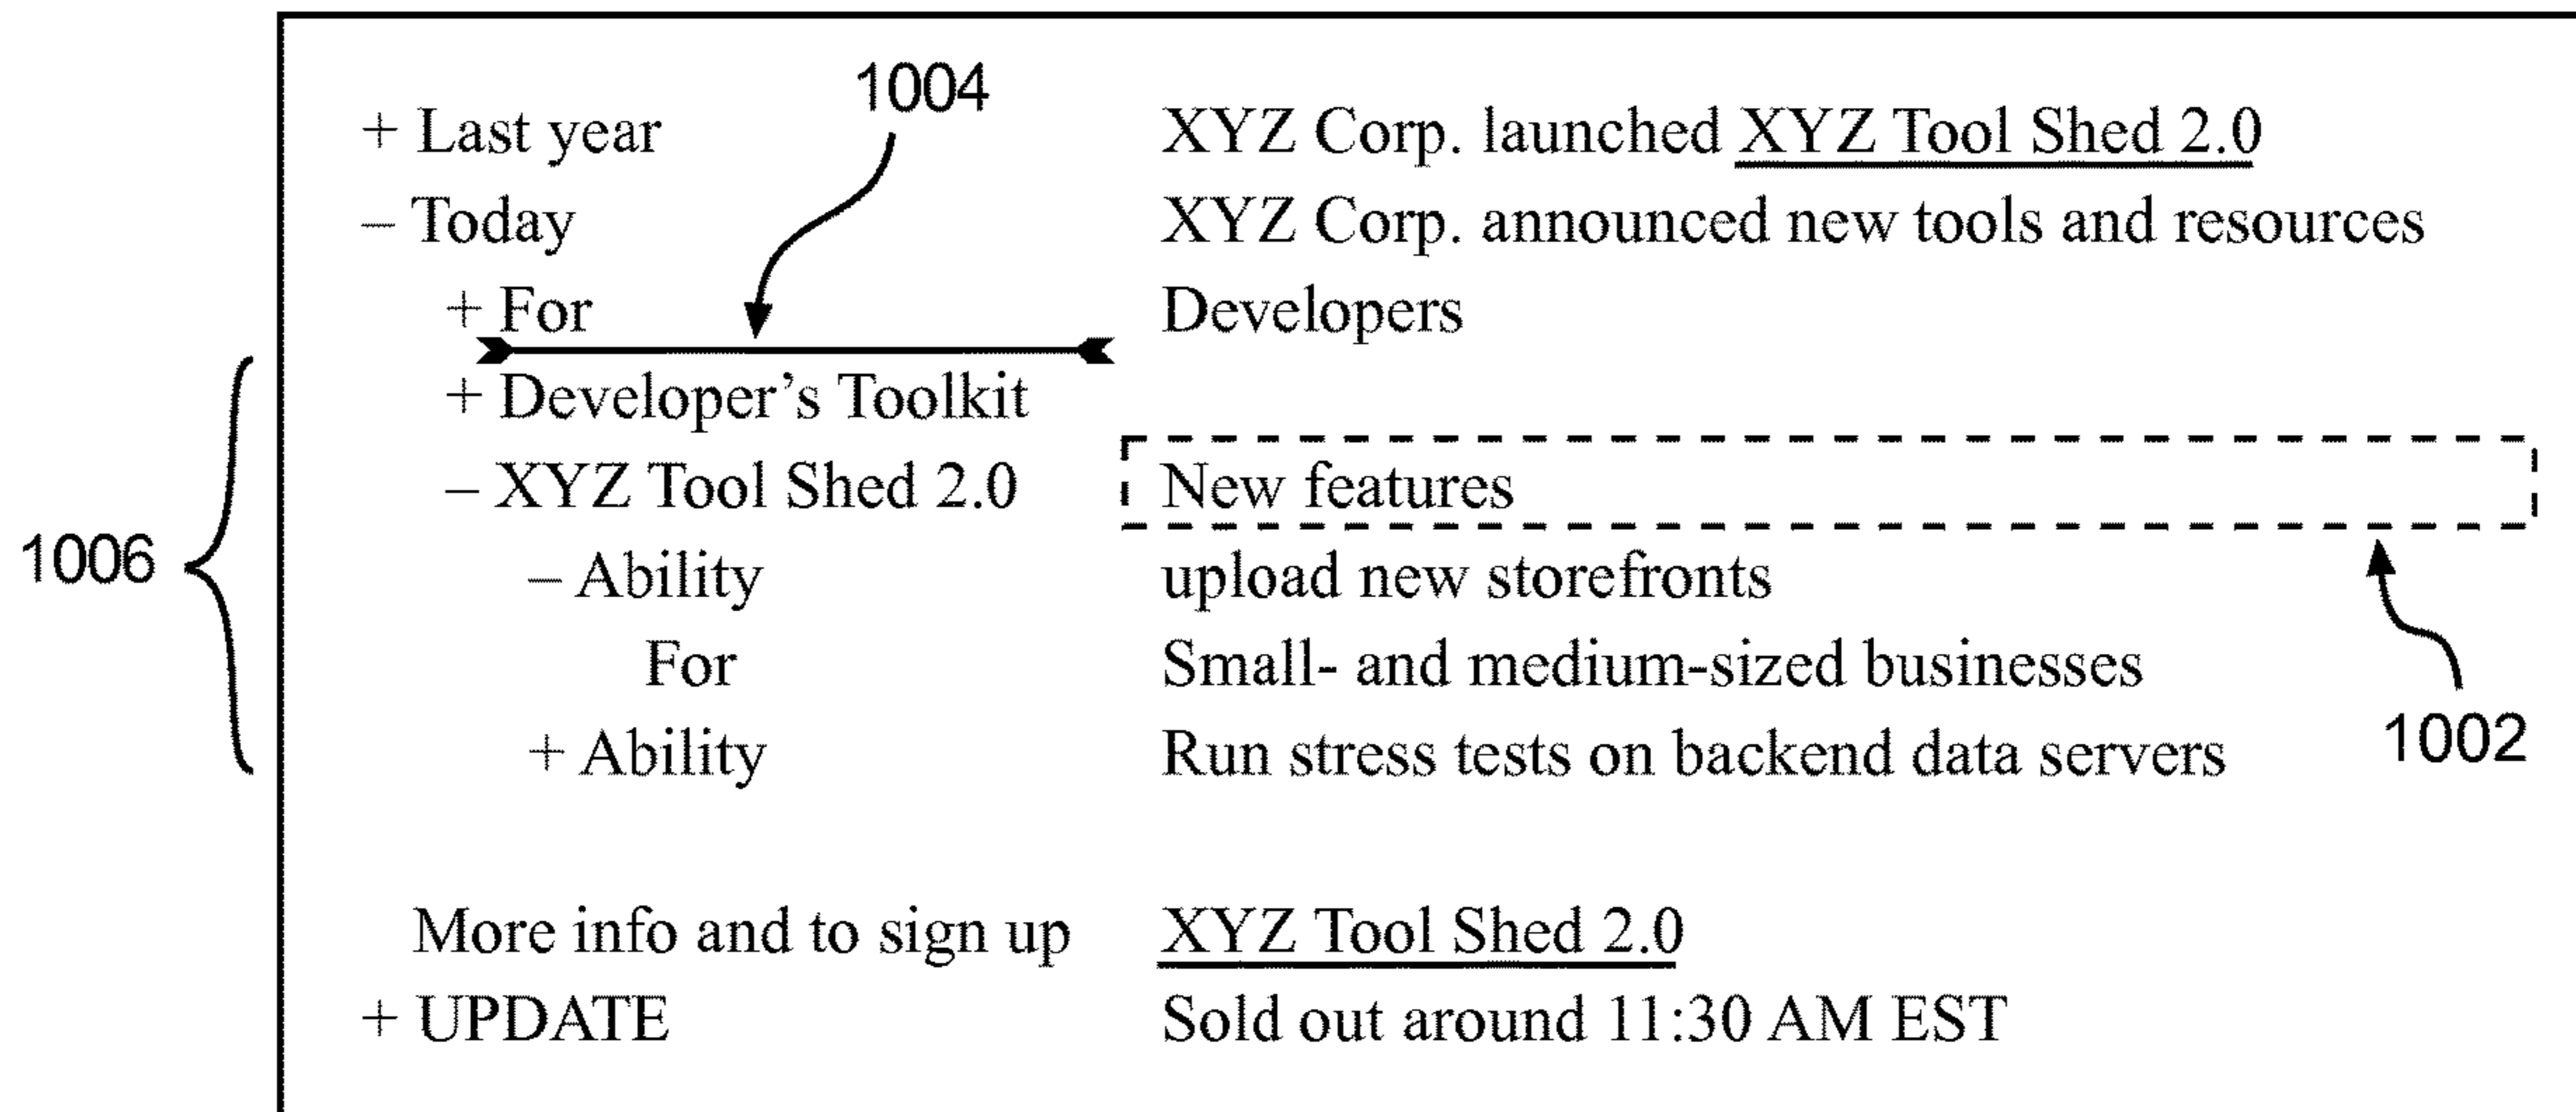 1004
+ Last year XYZ Corp. launched XYZ Tool Shed 2.0
– Today XYZ Corp. announced new tools and resources
+ For Developers
+ Developer's Toolkit
– XYZ Tool Shed 2.0 New features
1006
– Ability upload new storefronts
For Small- and medium-sized businesses
1002
+ Ability Run stress tests on backend data servers
More info and to sign up XYZ Tool Shed 2.0
+ UPDATE Sold out around 11:30 AM EST